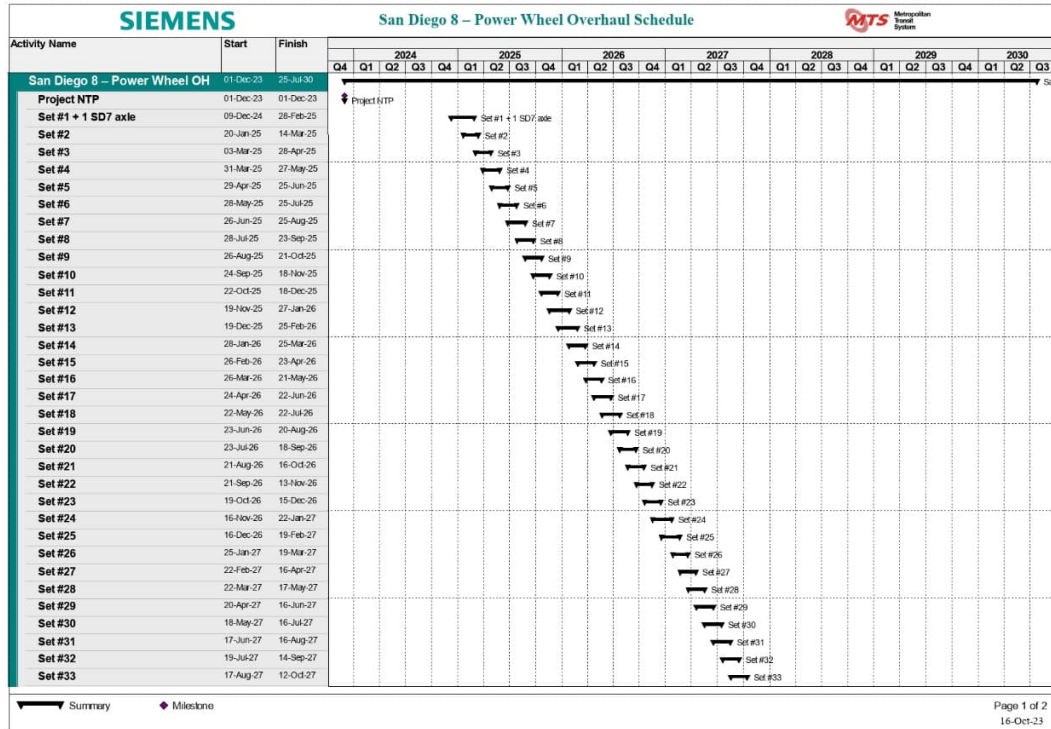 SIEMENS San Diego 8 – Power Wheel Overhaul Schedule MTS Metropolitan Transit System
Activity Name Start Finish 2024 2025 2026 2027 2028 2029 2030
Q4 Q1 Q2 Q3 Q4 Q1 Q2 Q3 Q4 Q1 Q2 Q3 Q4 Q1 Q2 Q3 Q4 Q1 Q2 Q3 Q4 Q1 Q2 Q3 Q4 Q1 Q2 Q3
San Diego 8 – Power Wheel OH 01-Dec-23 25-Jul-30 Sa
Project NTP 01-Dec-23 01-Dec-23 Project NTP
Set #1 + 1 SD7 axle 09-Dec-24 28-Feb-25 Set #1 + 1 SD7 axle
Set #2 20-Jan-25 14-Mar-25 Set #2
Set #3 03-Mar-25 28-Apr-25 Set #3
Set #4 31-Mar-25 27-May-25 Set #4
Set #5 29-Apr-25 25-Jun-25 Set #5
Set #6 28-May-25 25-Jul-25 Set #6
Set #7 26-Jun-25 25-Aug-25 Set #7
Set #8 28-Jul-25 23-Sep-25 Set #8
Set #9 26-Aug-25 21-Oct-25 Set #9
Set #10 24-Sep-25 18-Nov-25 Set #10
Set #11 22-Oct-25 18-Dec-25 Set #11
Set #12 19-Nov-25 27-Jan-26 Set #12
Set #13 19-Dec-25 25-Feb-26 Set #13
Set #14 28-Jan-26 25-Mar-26 Set #14
Set #15 26-Feb-26 23-Apr-26 Set #15
Set #16 26-Mar-26 21-May-26 Set #16
Set #17 24-Apr-26 22-Jun-26 Set #17
Set #18 22-May-26 22-Jul-26 Set #18
Set #19 23-Jun-26 20-Aug-26 Set #19
Set #20 23-Jul-26 18-Sep-26 Set #20
Set #21 21-Aug-26 16-Oct-26 Set #21
Set #22 21-Sep-26 13-Nov-26 Set #22
Set #23 19-Oct-26 15-Dec-26 Set #23
Set #24 16-Nov-26 22-Jan-27 Set #24
Set #25 16-Dec-26 19-Feb-27 Set #25
Set #26 25-Jan-27 19-Mar-27 Set #26
Set #27 22-Feb-27 16-Apr-27 Set #27
Set #28 22-Mar-27 17-May-27 Set #28
Set #29 20-Apr-27 16-Jun-27 Set #29
Set #30 18-May-27 16-Jul-27 Set #30
Set #31 17-Jun-27 16-Aug-27 Set #31
Set #32 19-Jul-27 14-Sep-27 Set #32
Set #33 17-Aug-27 12-Oct-27 Set #33
Summary Milestone Page 1 of 2
16-Oct-23